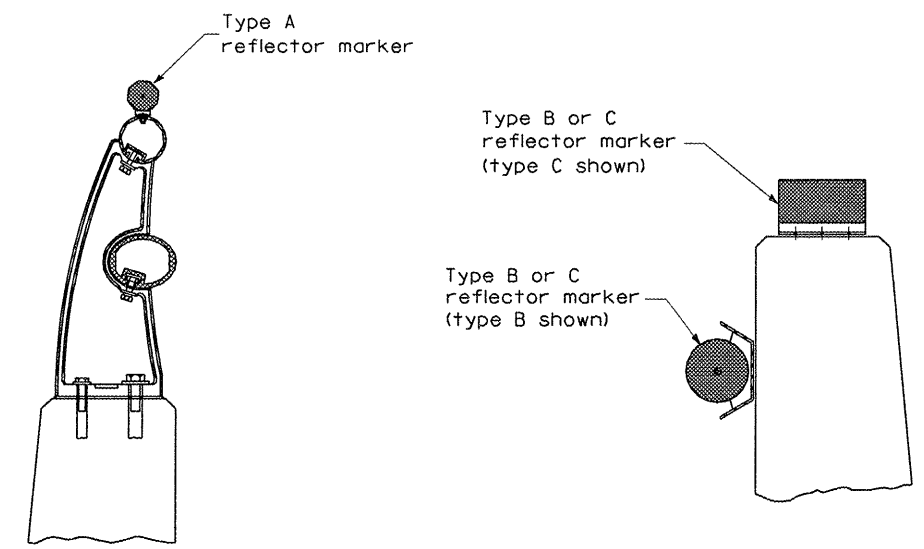 Type A
reflector marker
Type B or C
reflector marker
(type C shown)
Type B or C
reflector marker
(type B shown)